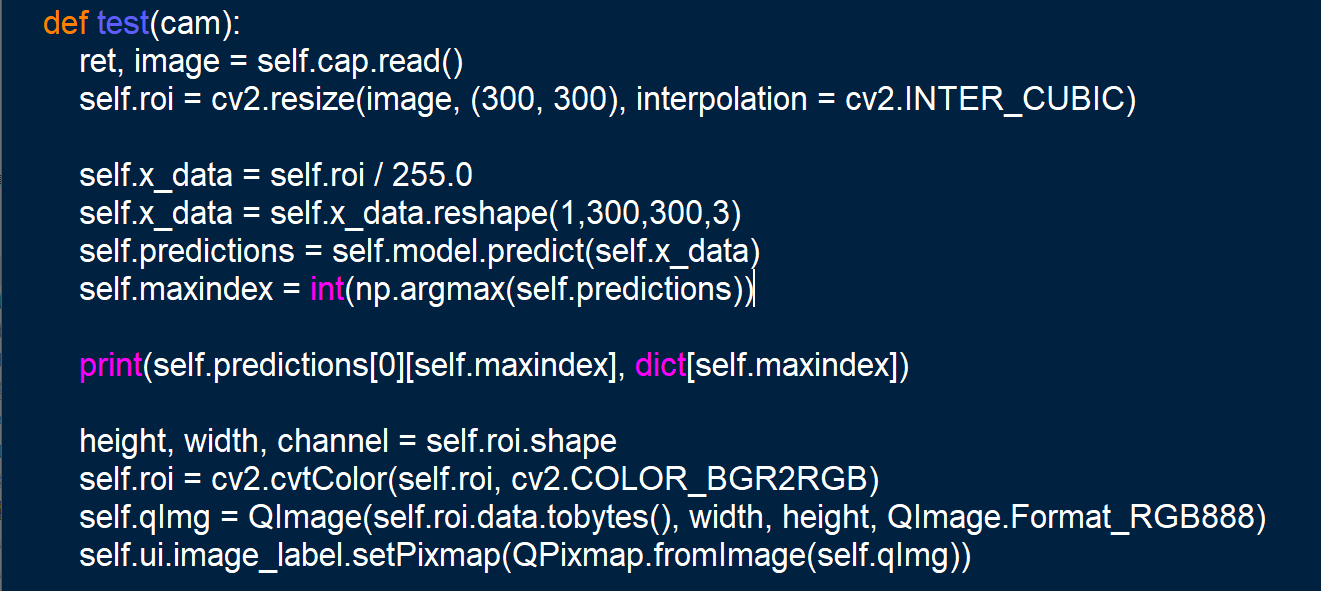 def test(cam):
ret, image = self.cap.read()
self.roi = cv2.resize(image, (300, 300), interpolation = cv2.INTER_CUBIC)
self.x_data = self.roi / 255.0
self.x_data = self.x_data.reshape(1,300,300,3)
self.predictions = self.model.predict(self.x_data)
self.maxindex = int(np.argmax(self.predictions))
print(self.predictions[0][self.maxindex], dict[self.maxindex])
height, width, channel = self.roi.shape
self.roi = cv2.cvtColor(self.roi, cv2.COLOR_BGR2RGB)
self.qImg = QImage(self.roi.data.tobytes(), width, height, QImage.Format_RGB888)
self.ui.image_label.setPixmap(QPixmap.fromImage(self.qImg))